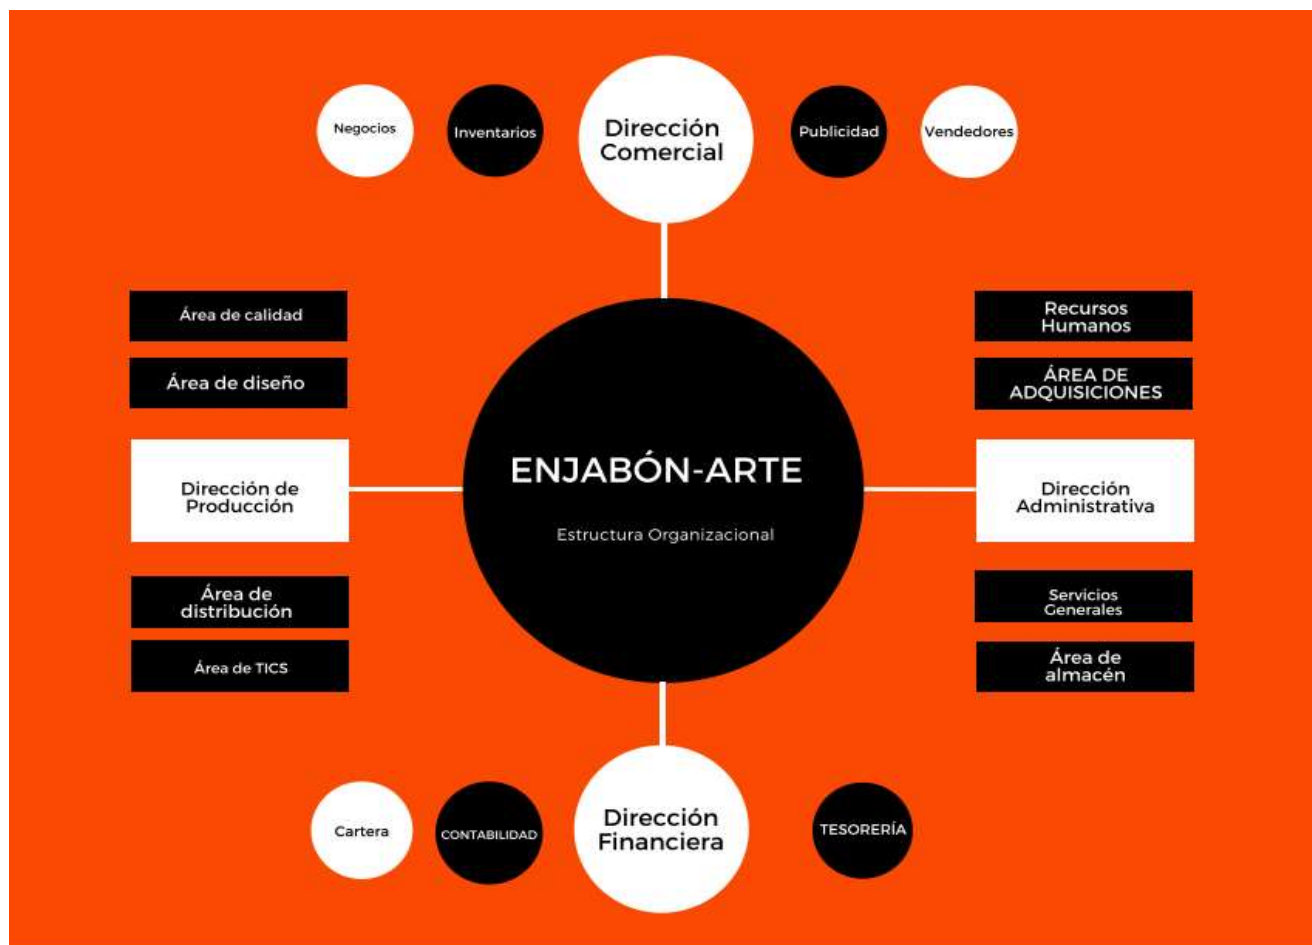 Negocios
Inventarios
Dirección
Comercial
Publicidad
Vendedores
Área de calidad
Área de diseño
Dirección de
Producción
Área de
distribución
Área de TICS
ENJABÓN-ARTE
Estructura Organizacional
Recursos
Humanos
ÁREA DE
ADQUISICIONES
Dirección
Administrativa
Servicios
Generales
Área de
almacén
Cartera
CONTABILIDAD
Dirección
Financiera
TESORERÍA